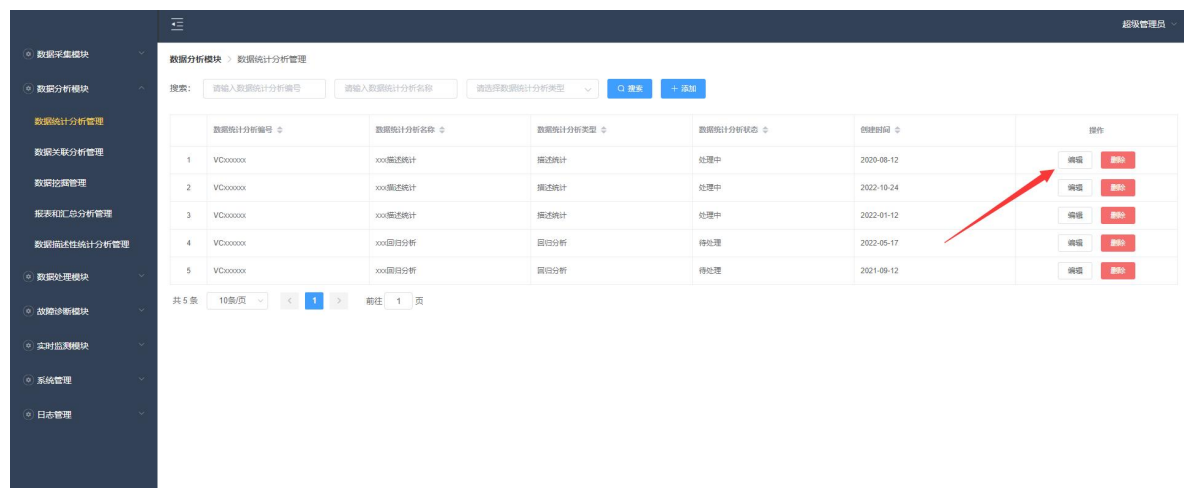 超级管理员
数据采集模块
数据分析模块
数据统计分析管理
数据关联分析管理
数据挖掘管理
报表和汇总分析管理
数据描述性统计分析管理
数据处理模块
故障诊断模块
实时监测模块
系统管理
日志管理
数据分析模块 > 数据统计分析管理
搜索: 请输入数据统计分析编号 请输入数据统计分析名称 请选择数据统计分析类型 搜索 + 添加
数据统计分析编号 数据统计分析名称 数据统计分析类型 数据统计分析状态 创建时间 操作
1 VCxxxxxx xxx描述统计 描述统计 处理中 2020-08-12 编辑 删除
2 VCxxxxxx xxx描述统计 描述统计 处理中 2022-10-24 编辑 删除
3 VCxxxxxx xxx描述统计 描述统计 处理中 2022-01-12 编辑 删除
4 VCxxxxxx xxx回归分析 回归分析 待处理 2022-05-17 编辑 删除
5 VCxxxxxx xxx回归分析 回归分析 待处理 2021-09-12 编辑 删除
共 5 条 10条/页 < 1 > 前往 1 页